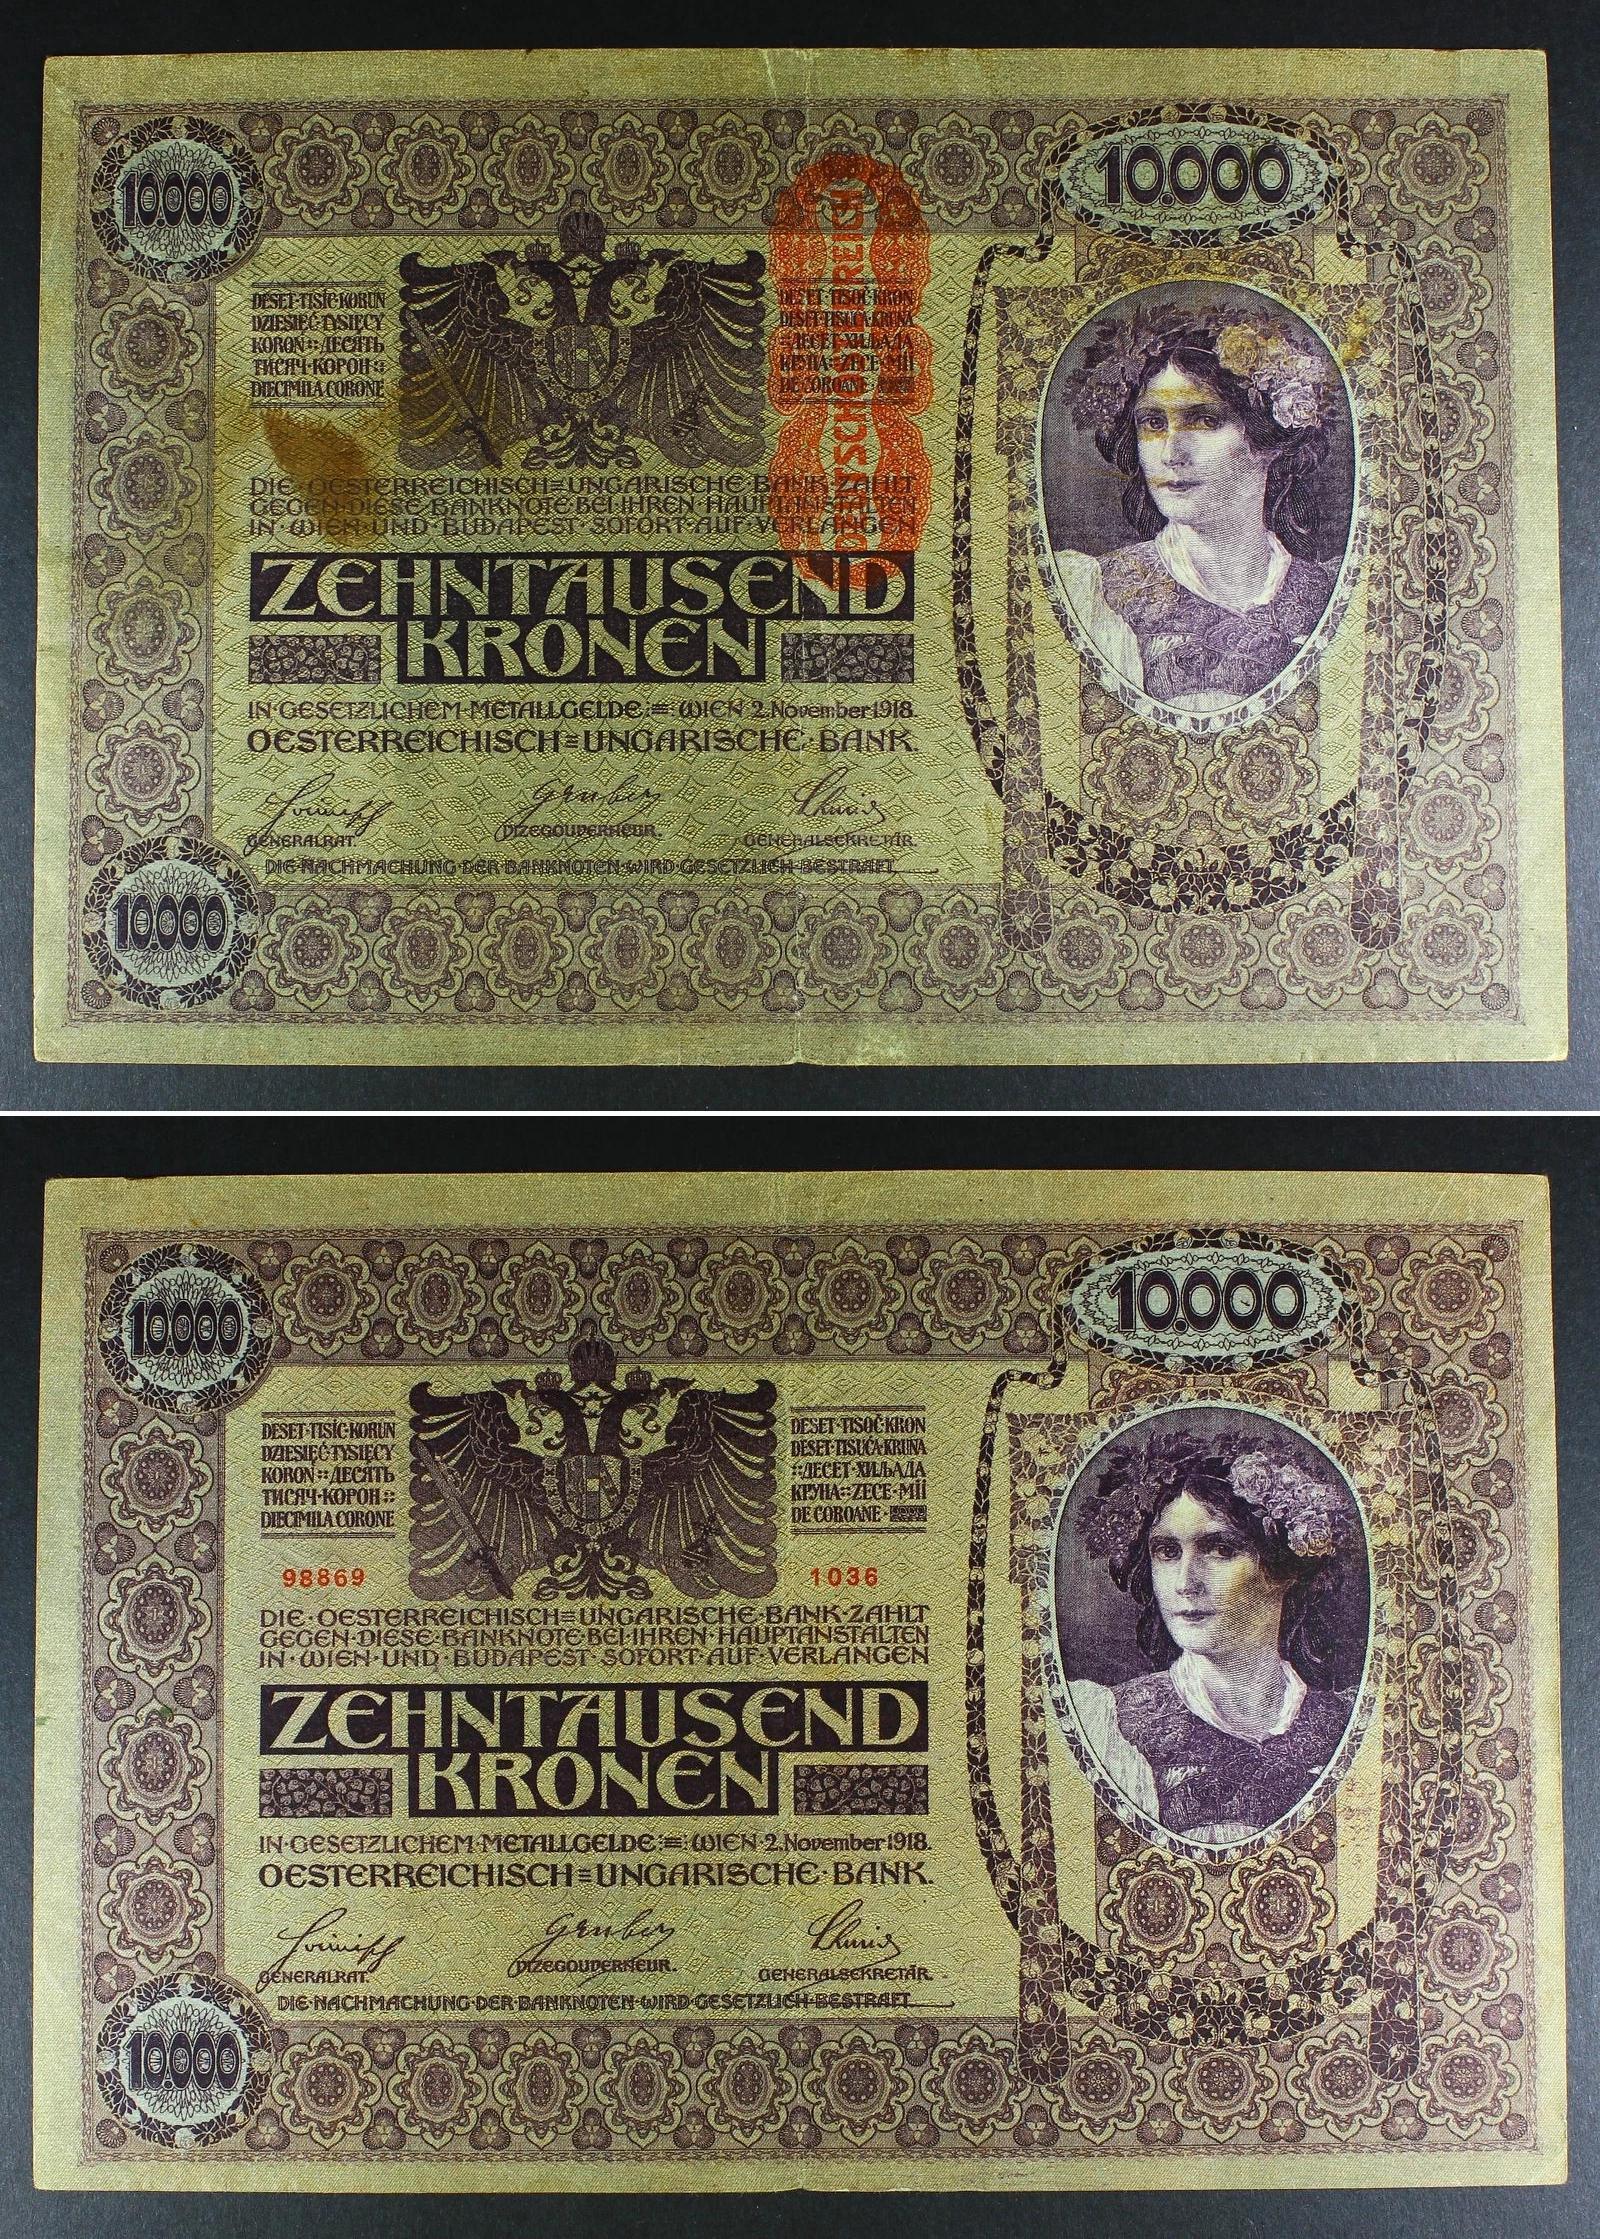 10.000
10.000
DESET·TISÍC·KORUN
DZIESIĘĆ·TYSIĘCY
KORON::ДЕСЯТЬ
ТИСЯЧ·КОРОН::
DIECIMILA CORONE
DESET·TISOČ·KRON
DESET·TISUĆA·KRUNA
::ДЕСЕТ·ХИЉАДА
КРУНА::ZECE·MII
DE COROANE
DEUTSCHÖSTERREICH
DIE·OESTERREICHISCH=UNGARISCHE BANK·ZAHLT
GEGEN·DIESE·BANKNOTE·BEI·IHREN·HAUPTANSTALTEN
IN·WIEN·UND·BUDAPEST·SOFORT·AUF·VERLANGEN
ZEHNTAUSEND
KRONEN
IN·GESETZLICHEM·METALLGELDE:=:WIEN 2.November 1918.
OESTERREICHISCH=UNGARISCHE·BANK.
Gruber
GENERALRAT.
VIZEGOUVERNEUR.
GENERALSEKRETÄR.
DIE·NACHMACHUNG·DER·BANKNOTEN·WIRD·GESETZLICH·BESTRAFT
10.000
10.000
10.000
DESET·TISÍC·KORUN
DZIESIĘĆ·TYSIĘCY
KORON::ДЕСЯТЬ
ТИСЯЧ·КОРОН::
DIECIMILA CORONE
DESET·TISOČ·KRON
DESET·TISUĆA·KRUNA
::ДЕСЕТ·ХИЉАДА
КРУНА::ZECE·MII
DE COROANE·
98869
1036
DIE·OESTERREICHISCH=UNGARISCHE·BANK·ZAHLT
GEGEN·DIESE·BANKNOTE·BEI·IHREN·HAUPTANSTALTEN
IN·WIEN·UND·BUDAPEST·SOFORT·AUF·VERLANGEN
ZEHNTAUSEND
KRONEN
IN·GESETZLICHEM·METALLGELDE:=:WIEN·2.November 1918.
OESTERREICHISCH=UNGARISCHE·BANK.
Gruber
GENERALRAT.
VIZEGOUVERNEUR.
GENERALSEKRETÄR.
DIE·NACHMACHUNG·DER·BANKNOTEN·WIRD·GESETZLICH·BESTRAFT
10.000